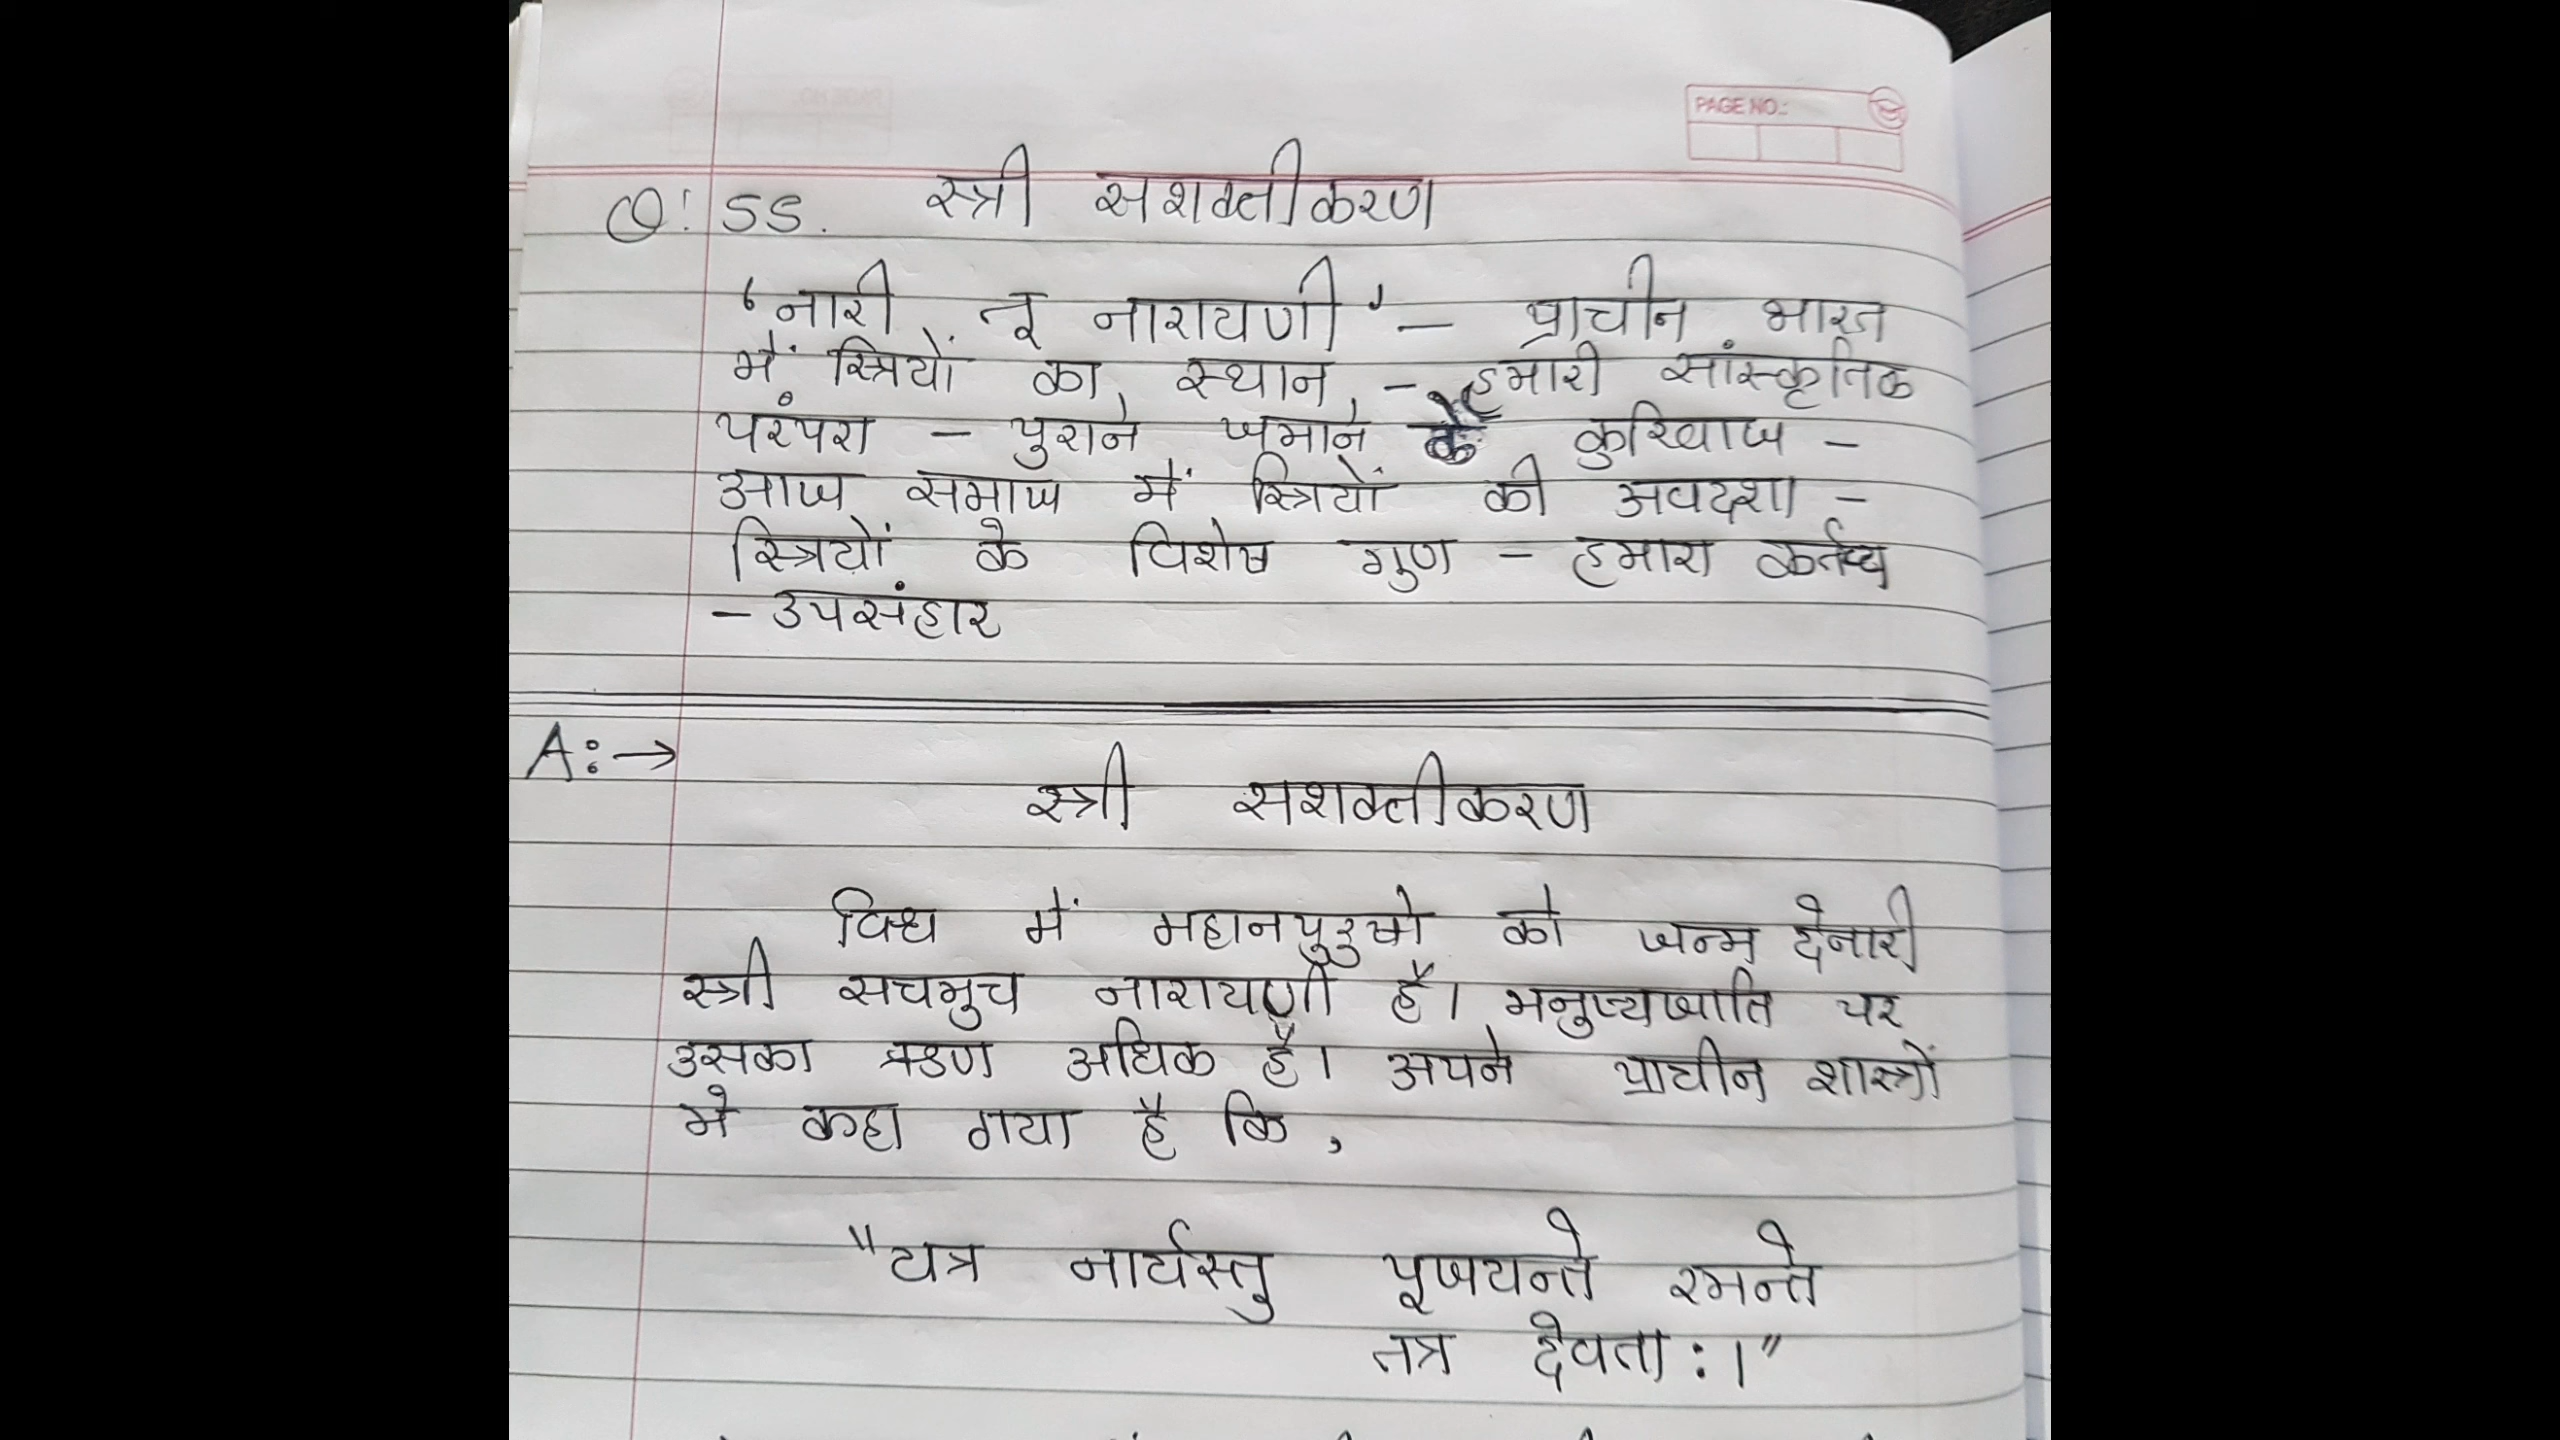 PAGE NO.:
Q: 55. स्त्री सशक्तीकरण
'नारी तू नारायणी' – प्राचीन भारत
में स्त्रियों का स्थान – हमारी सांस्कृतिक
परंपरा – पुराने जमाने के कुरिवाज –
आज समाज में स्त्रियों की अवदशा –
स्त्रियों के विशेष गुण – हमारा कर्तव्य
– उपसंहार
A:→
स्त्री सशक्तीकरण
विश्व में महानपुरुषो को जन्म देनारी
स्त्री सचमुच नारायणी है। मनुष्यजाति पर
उसका ऋण अधिक है। अपने प्राचीन शास्त्रों
मे कहा गया है कि,
"यत्र नार्यस्तु पूजयन्ते रमन्ते
तत्र देवता:।"